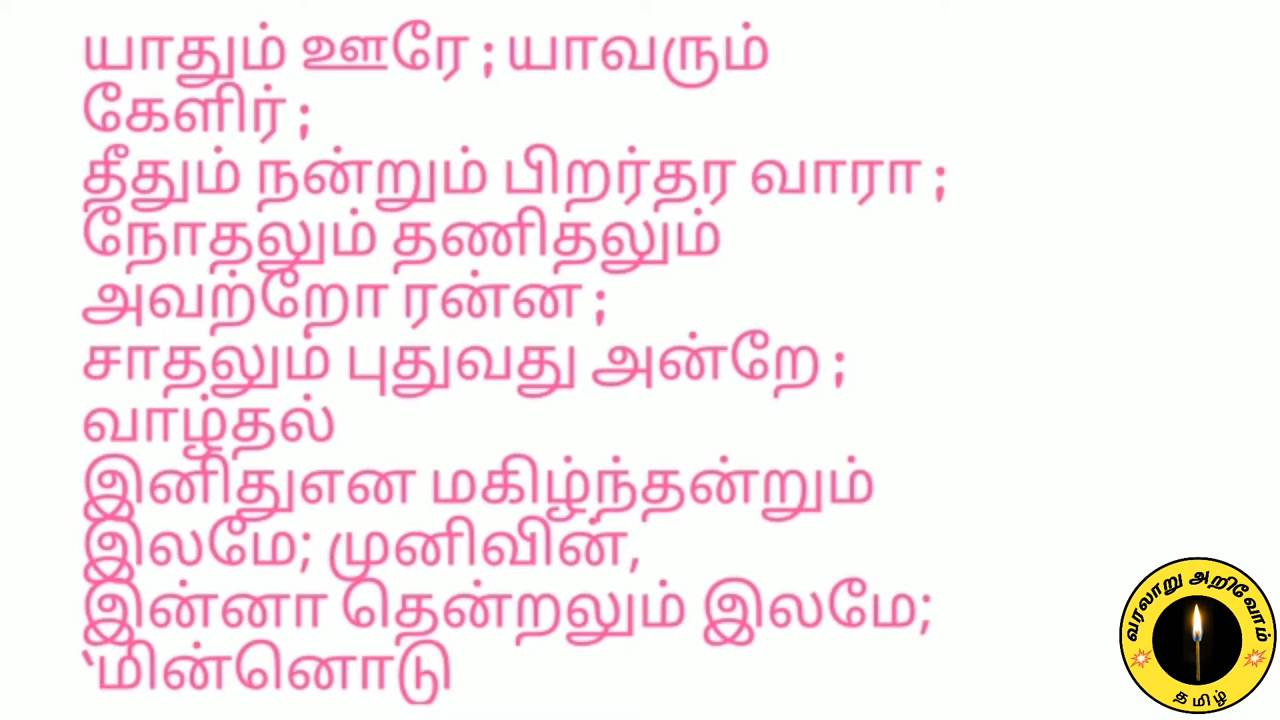 யாதும் ஊரே ; யாவரும்
கேளிர் ;
தீதும் நன்றும் பிறர்தர வாரா ;
நோதலும் தணிதலும்
அவற்றோ ரன்ன ;
சாதலும் புதுவது அன்றே ;
வாழ்தல்
இனிதுஎன மகிழ்ந்தன்றும்
இலமே; முனிவின்,
இன்னா தென்றலும் இலமே;
‘மின்னொடு
வரலாறு அறிவோம்
தமிழ்